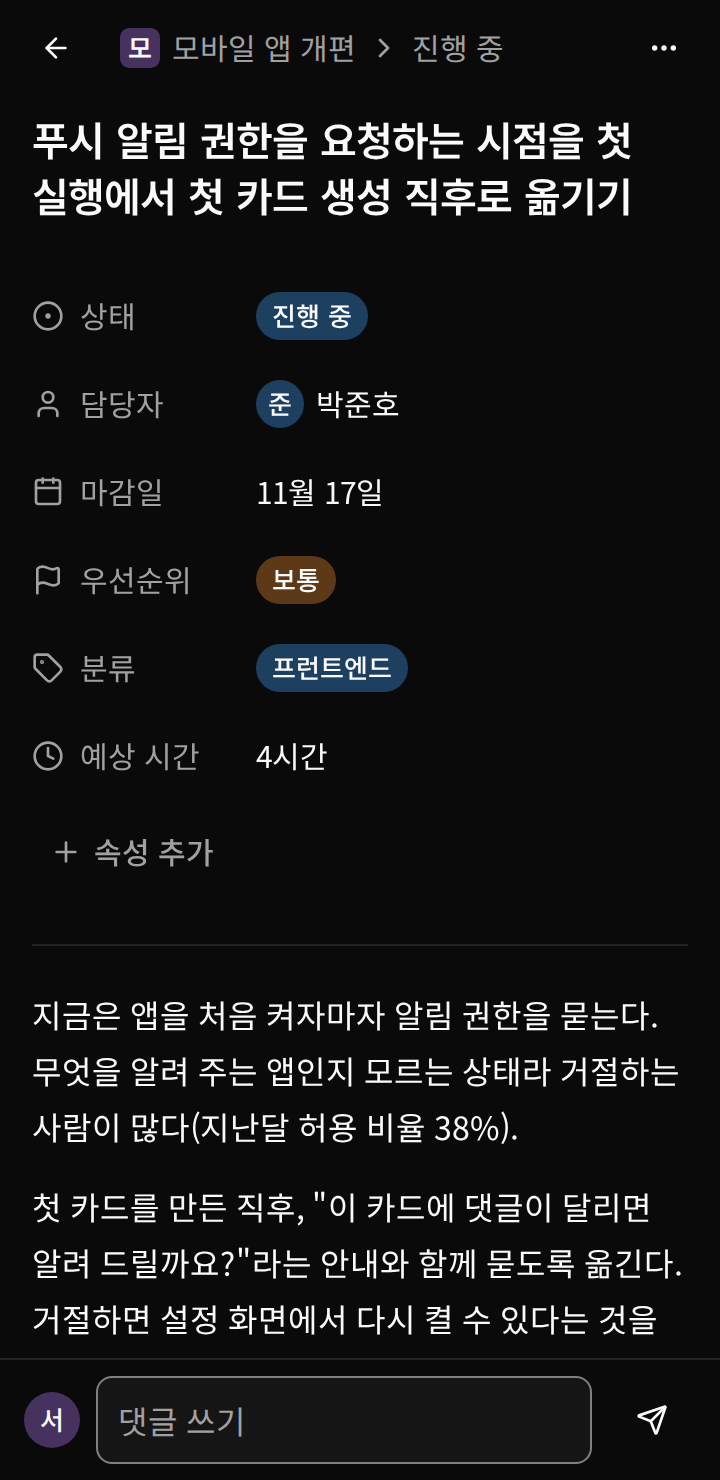 모 모바일 앱 개편 > 진행 중
푸시 알림 권한을 요청하는 시점을 첫
실행에서 첫 카드 생성 직후로 옮기기
상태 진행 중
담당자 준 박준호
마감일 11월 17일
우선순위 보통
분류 프런트엔드
예상 시간 4시간
+ 속성 추가
지금은 앱을 처음 켜자마자 알림 권한을 묻는다.
무엇을 알려 주는 앱인지 모르는 상태라 거절하는
사람이 많다(지난달 허용 비율 38%).
첫 카드를 만든 직후, "이 카드에 댓글이 달리면
알려 드릴까요?"라는 안내와 함께 묻도록 옮긴다.
거절하면 설정 화면에서 다시 켤 수 있다는 것을
서 댓글 쓰기